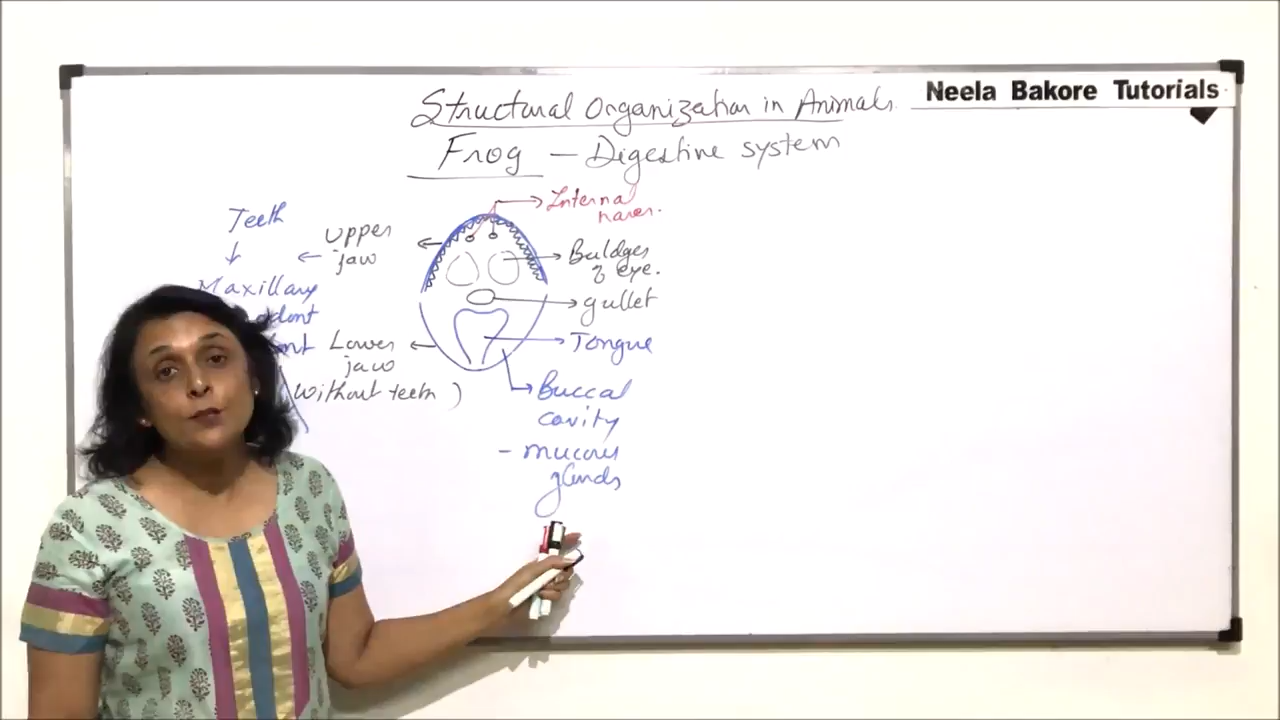 Neela Bakore Tutorials
Structural Organization in Animals.
Frog — Digestive system
Internal
nares.
Teeth
Upper
jaw
Buldges
of eye.
Maxillary
gullet
Lower
jaw
Tongue
Without teeth )
Buccal
cavity
- mucous
glands